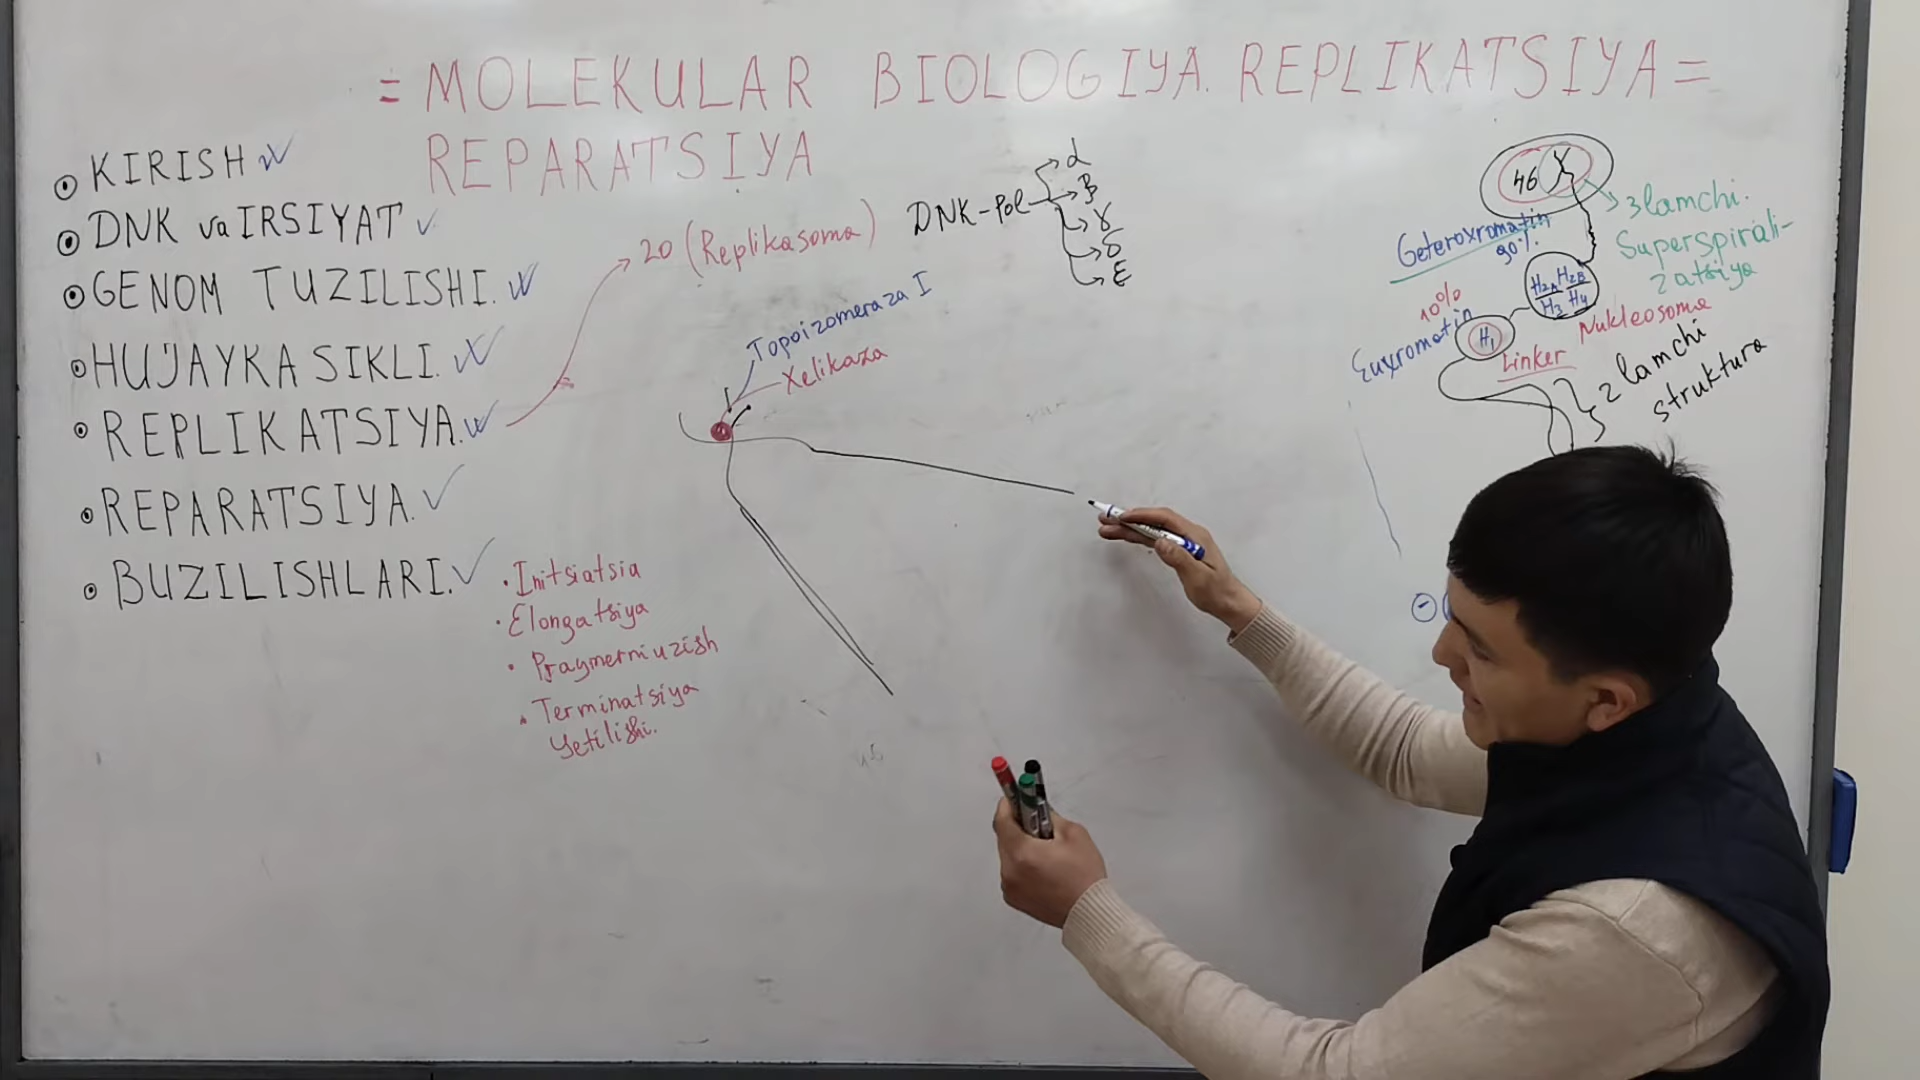 = MOLEKULAR BIOLOGIYA. REPLIKATSIYA =
REPARATSIYA
KIRISH
DNK va IRSIYAT
GENOM TUZILISHI.
HUJAYKA SIKLI.
REPLIKATSIYA.
REPARATSIYA.
BUZILISHLARI.
• Initsiatsia
• Elongatsiya
• Praymerni uzish
• Terminatsiya
yetilishi.
20 (Replikasoma)
DNK-Pol
α
β
γ
δ
ε
Topoizomeraza I
Xelikaza
46
3lamchi.
Superspirali-
zatsiya
Geteroxromatin
90%.
H2A H2B
H3 H4
Nukleosoma
10%
Euxromatin
H1
Linker
2 lamchi
struktura